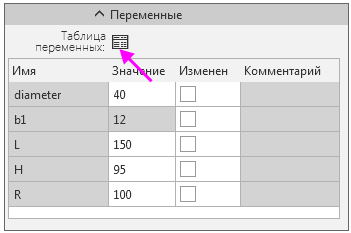 Переменные
Таблица
переменных:
Имя Значение Изменен Комментарий
diameter 40
b1 12
L 150
H 95
R 100